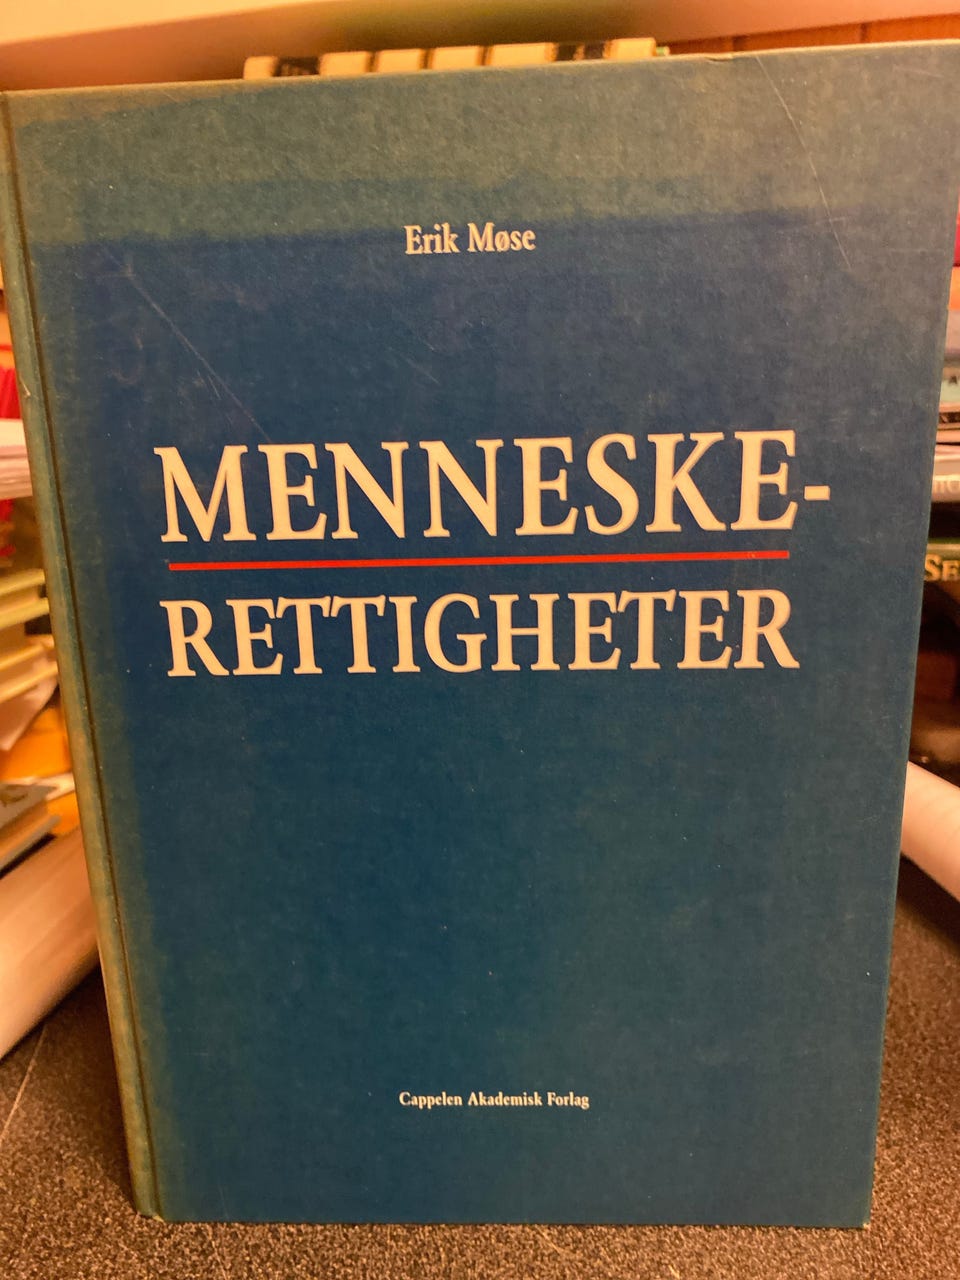 Erik Møse
MENNESKE-
RETTIGHETER
Cappelen Akademisk Forlag